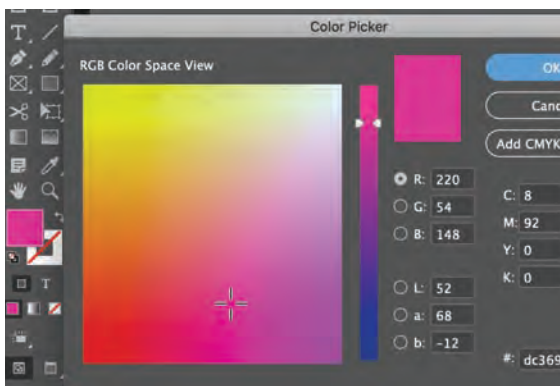 Color Picker
RGB Color Space View
OK
Add CMYK
R: 220
G: 54
B: 148
L: 52
a: 68
b: -12
C: 8
M: 92
Y: 0
K: 0
#: dc369
T
T